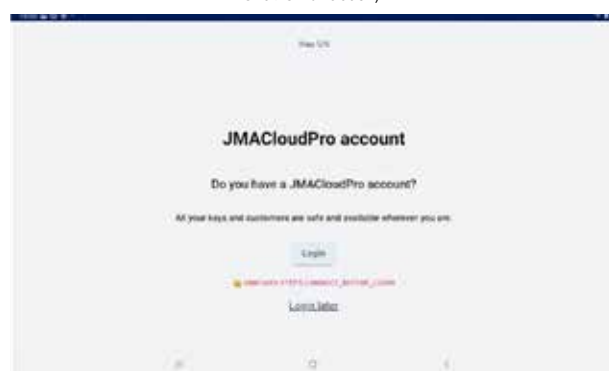 JMACloudPro account
Do you have a JMACloudPro account?
All your keys and customers are safe and available wherever you are.
Login
Login later